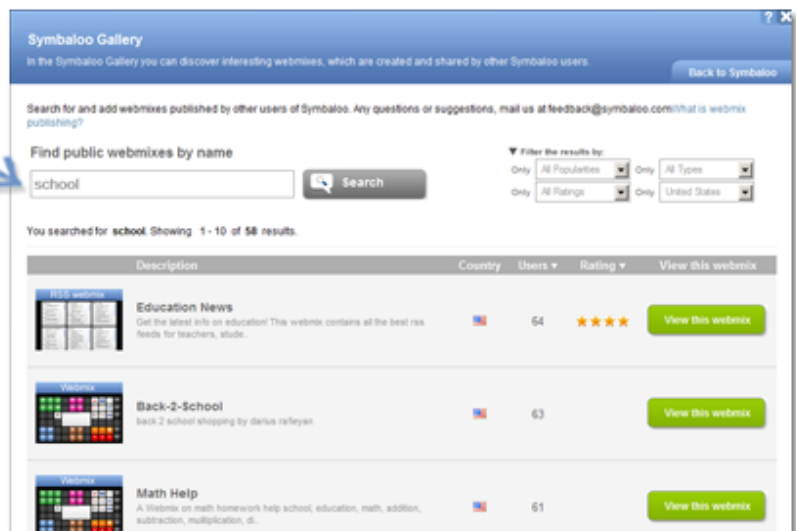 ? X
Symbaloo Gallery
In the Symbaloo Gallery you can discover interesting webmixes, which are created and shared by other Symbaloo users.
Back to Symbaloo
Search for and add webmixes published by other users of Symbaloo. Any questions or suggestions, mail us at feedback@symbaloo.comWhat is webmix
publishing?
Find public webmixes by name
▼ Filter the results by:
Only All Popularities Only All Types
school Search
Only All Ratings Only United States
You searched for school. Showing 1 - 10 of 58 results.
Description Country Users ▾ Rating ▾ View this webmix
RSS webmix
Education News
Get the latest info on education! This webmix contains all the best rss
feeds for teachers, stude..
64 View this webmix
Webmix
Back-2-School
back 2 school shopping by darius rafieyan
63 View this webmix
Webmix
Math Help
A Webmix on math homework help school, education, math, addition,
subtraction, multiplication, di..
61 View this webmix